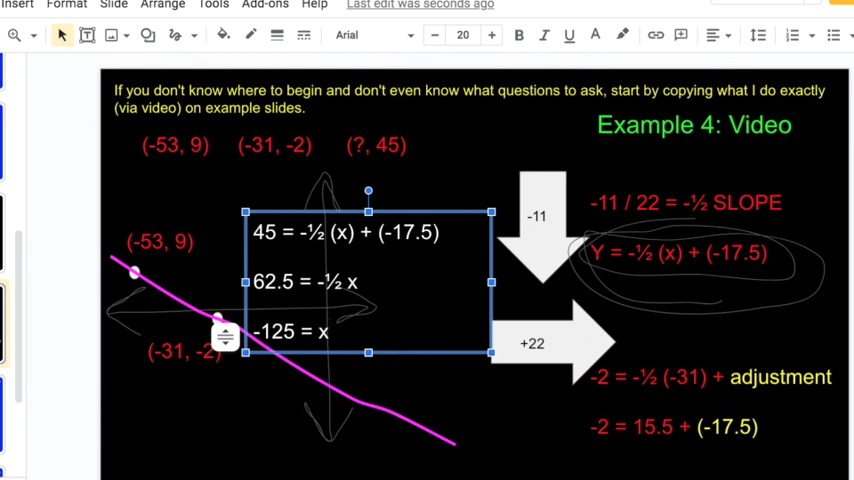 Insert Format Slide Arrange Tools Add-ons Help Last edit was seconds ago
Arial - 20 + B I U A
If you don't know where to begin and don't even know what questions to ask, start by copying what I do exactly
(via video) on example slides.
Example 4: Video
(-53, 9) (-31, -2) (?, 45)
-11
-11 / 22 = -½ SLOPE
(-53, 9)
45 = -½ (x) + (-17.5)
Y = -½ (x) + (-17.5)
62.5 = -½ x
-125 = x
+22
(-31, -2)
-2 = -½ (-31) + adjustment
-2 = 15.5 + (-17.5)